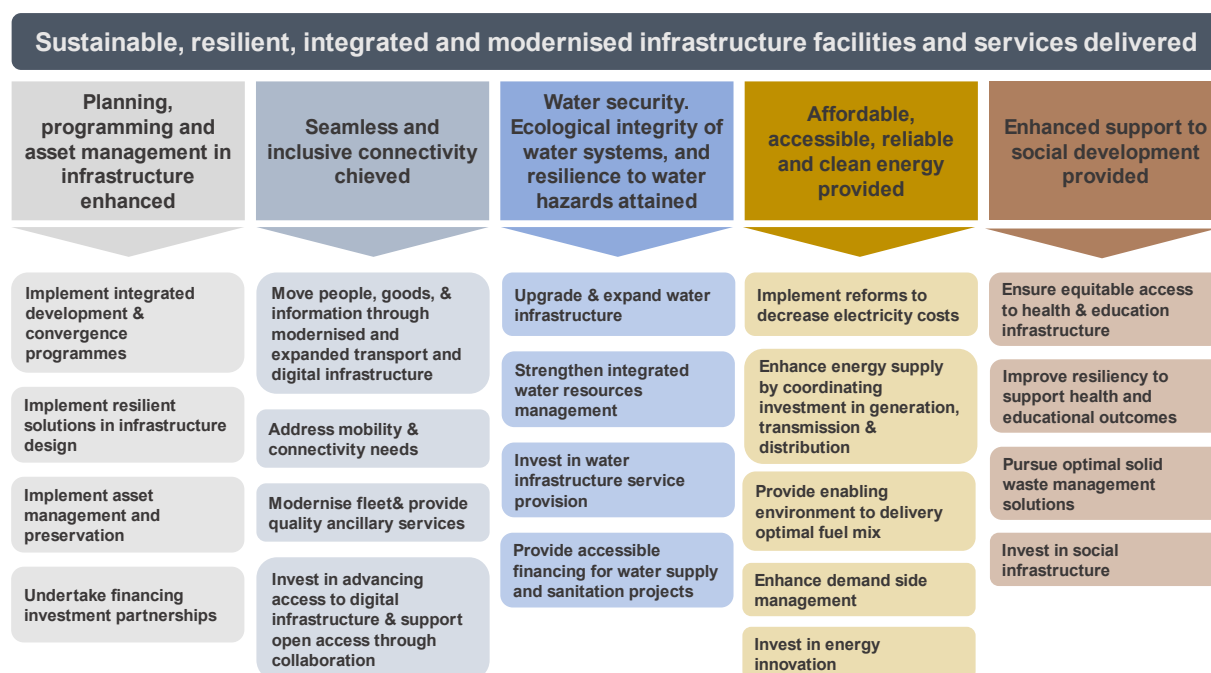 Sustainable, resilient, integrated and modernised infrastructure facilities and services delivered
Planning,
programming and
asset management in
infrastructure
enhanced
Implement integrated
development &
convergence
programmes
Implement resilient
solutions in infrastructure
design
Implement asset
management and
preservation
Undertake financing
investment partnerships
Seamless and
inclusive connectivity
chieved
Move people, goods, &
information through
modernised and
expanded transport and
digital infrastructure
Address mobility &
connectivity needs
Modernise fleet& provide
quality ancillary services
Invest in advancing
access to digital
infrastructure & support
open access through
collaboration
Water security.
Ecological integrity of
water systems, and
resilience to water
hazards attained
Upgrade & expand water
infrastructure
Strengthen integrated
water resources
management
Invest in water
infrastructure service
provision
Provide accessible
financing for water supply
and sanitation projects
Affordable,
accessible, reliable
and clean energy
provided
Implement reforms to
decrease electricity costs
Enhance energy supply
by coordinating
investment in generation,
transmission &
distribution
Provide enabling
environment to delivery
optimal fuel mix
Enhance demand side
management
Invest in energy
innovation
Enhanced support to
social development
provided
Ensure equitable access
to health & education
infrastructure
Improve resiliency to
support health and
educational outcomes
Pursue optimal solid
waste management
solutions
Invest in social
infrastructure